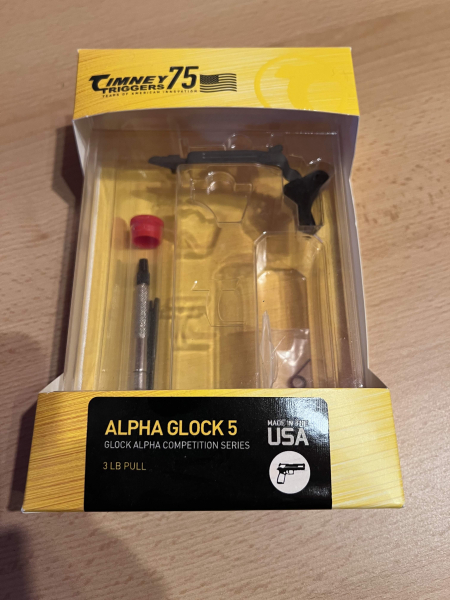 TIMNEY
TRIGGERS
75
YEARS OF AMERICAN INNOVATION
ALPHA GLOCK 5
GLOCK ALPHA COMPETITION SERIES
3 LB PULL
MADE IN THE
USA